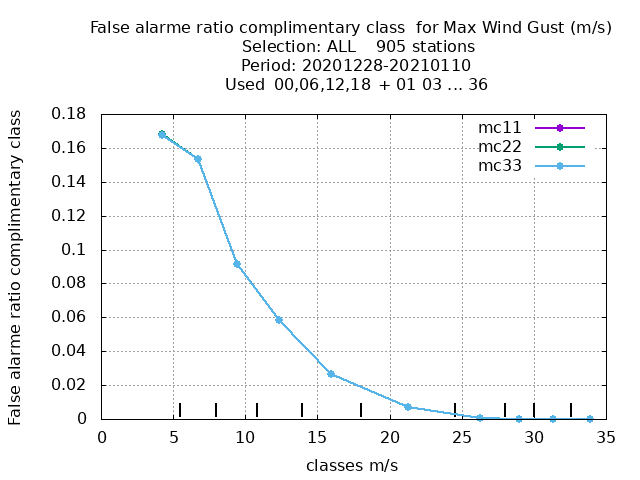 False alarme ratio complimentary class for Max Wind Gust (m/s)
Selection: ALL 905 stations
Period: 20201228-20210110
Used 00,06,12,18 + 01 03 ... 36
False alarme ratio complimentary class
0.18
0.16
0.14
0.12
0.1
0.08
0.06
0.04
0.02
0
mc11
mc22
mc33
0 5 10 15 20 25 30 35
classes m/s